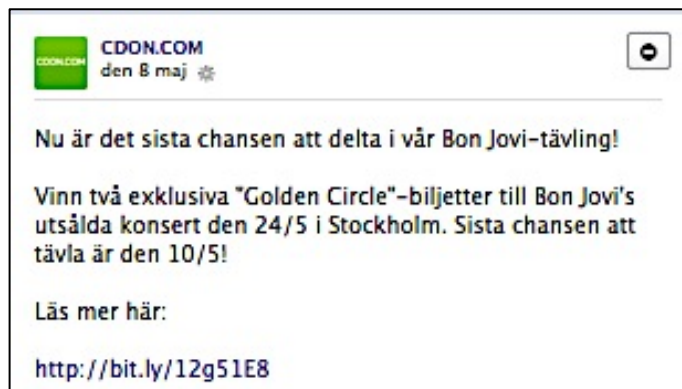 CDON.COM
CDON.COM
den 8 maj
Nu är det sista chansen att delta i vår Bon Jovi-tävling!
Vinn två exklusiva "Golden Circle"-biljetter till Bon Jovi's
utsålda konsert den 24/5 i Stockholm. Sista chansen att
tävla är den 10/5!
Läs mer här:
http://bit.ly/12g51E8